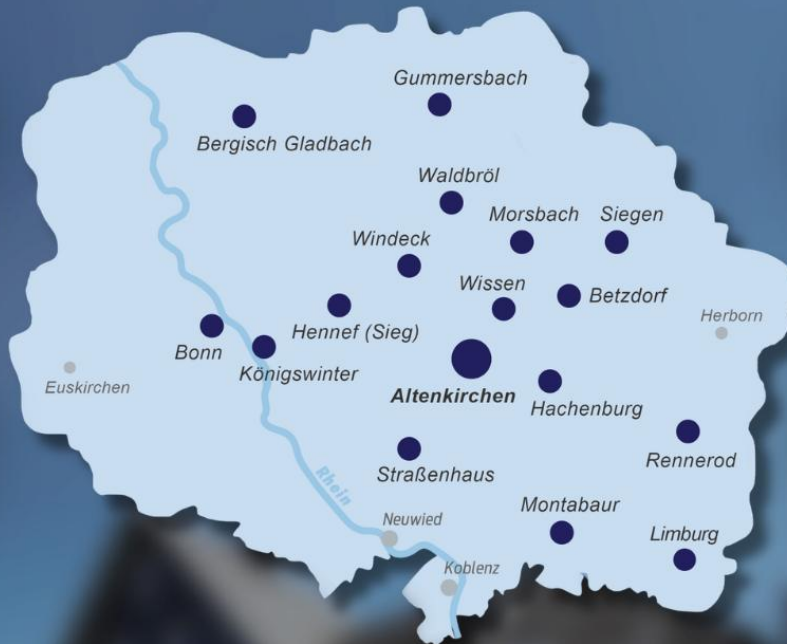 Gummersbach
Bergisch Gladbach
Waldbröl
Morsbach
Siegen
Windeck
Wissen
Betzdorf
Herborn
Hennef (Sieg)
Bonn
Königswinter
Euskirchen
Altenkirchen
Hachenburg
Rennerod
Straßenhaus
Rhein
Montabaur
Neuwied
Limburg
Koblenz